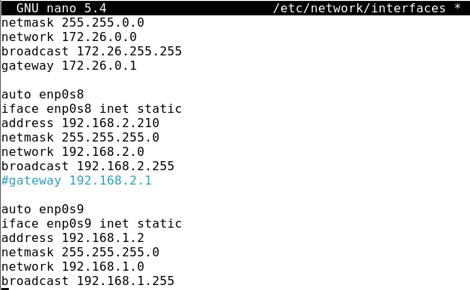 GNU nano 5.4 /etc/network/interfaces *
netmask 255.255.0.0
network 172.26.0.0
broadcast 172.26.255.255
gateway 172.26.0.1
auto enp0s8
iface enp0s8 inet static
address 192.168.2.210
netmask 255.255.255.0
network 192.168.2.0
broadcast 192.168.2.255
#gateway 192.168.2.1
auto enp0s9
iface enp0s9 inet static
address 192.168.1.2
netmask 255.255.255.0
network 192.168.1.0
broadcast 192.168.1.255